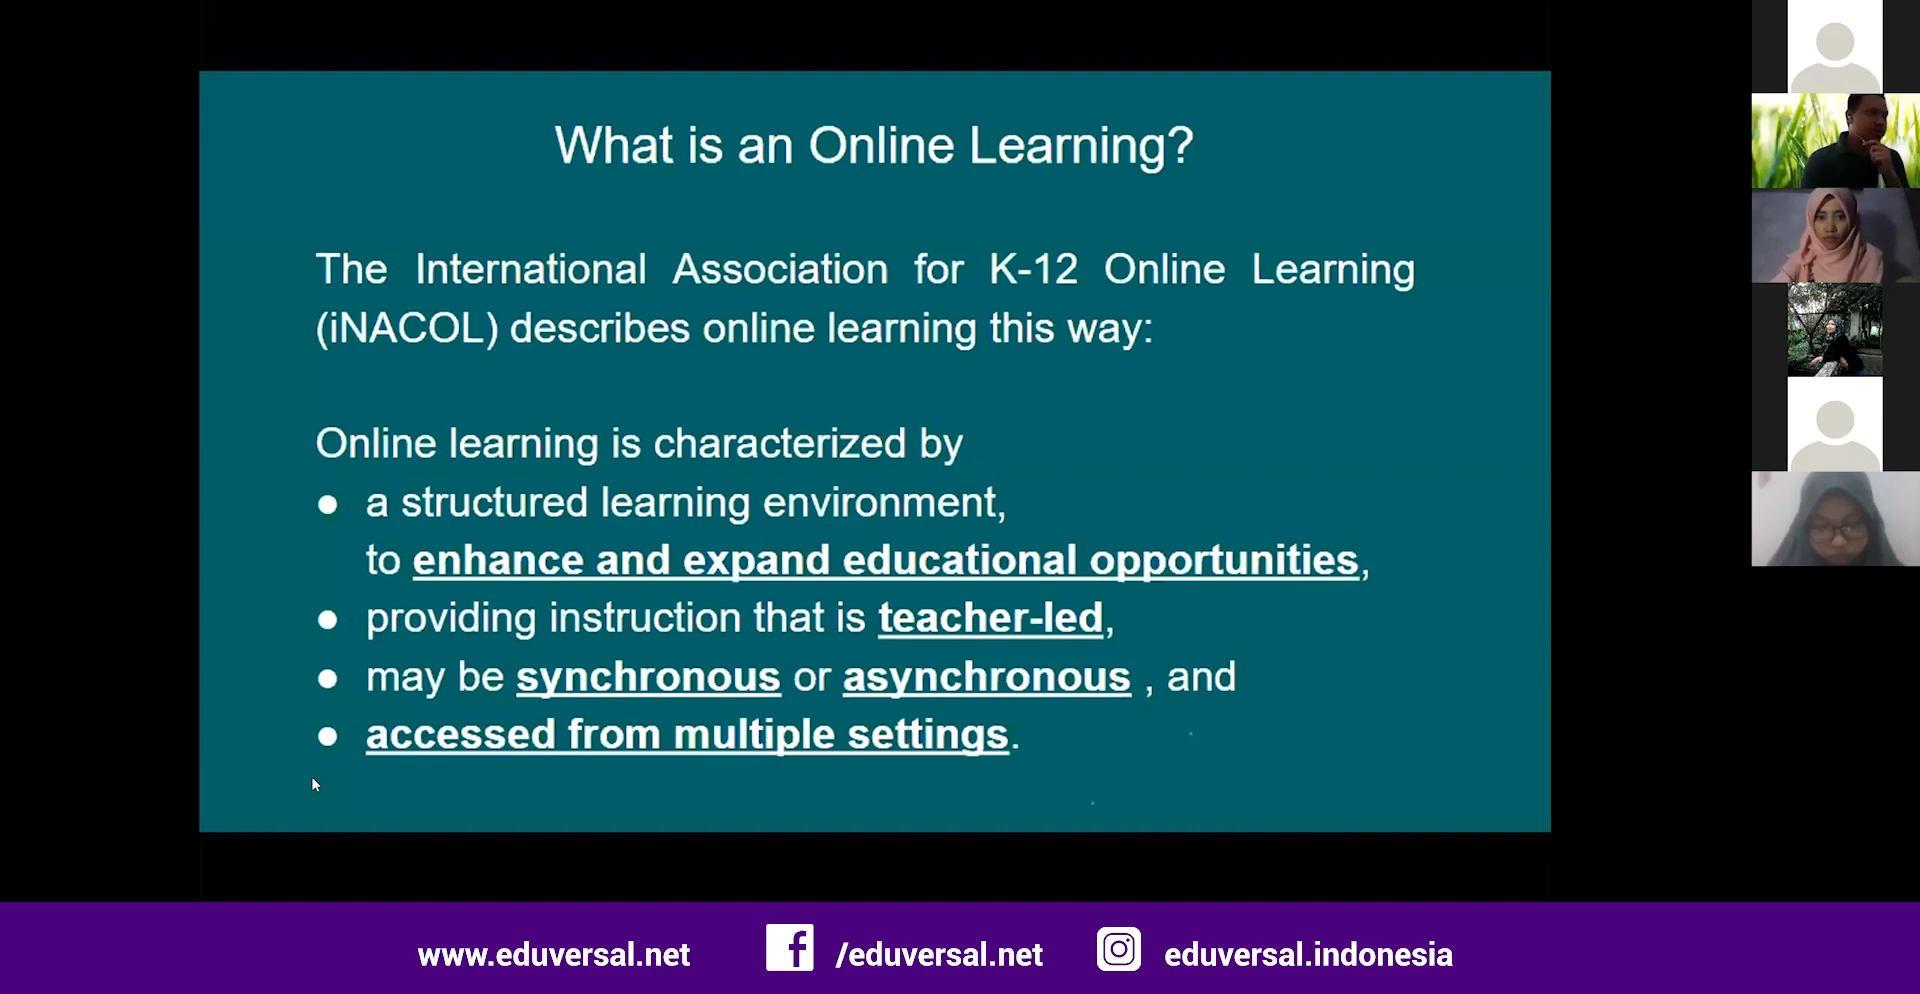 What is an Online Learning?
The International Association for K-12 Online Learning
(iNACOL) describes online learning this way:
Online learning is characterized by
● a structured learning environment,
to enhance and expand educational opportunities,
● providing instruction that is teacher-led,
● may be synchronous or asynchronous , and
● accessed from multiple settings.
www.eduversal.net
/eduversal.net
eduversal.indonesia